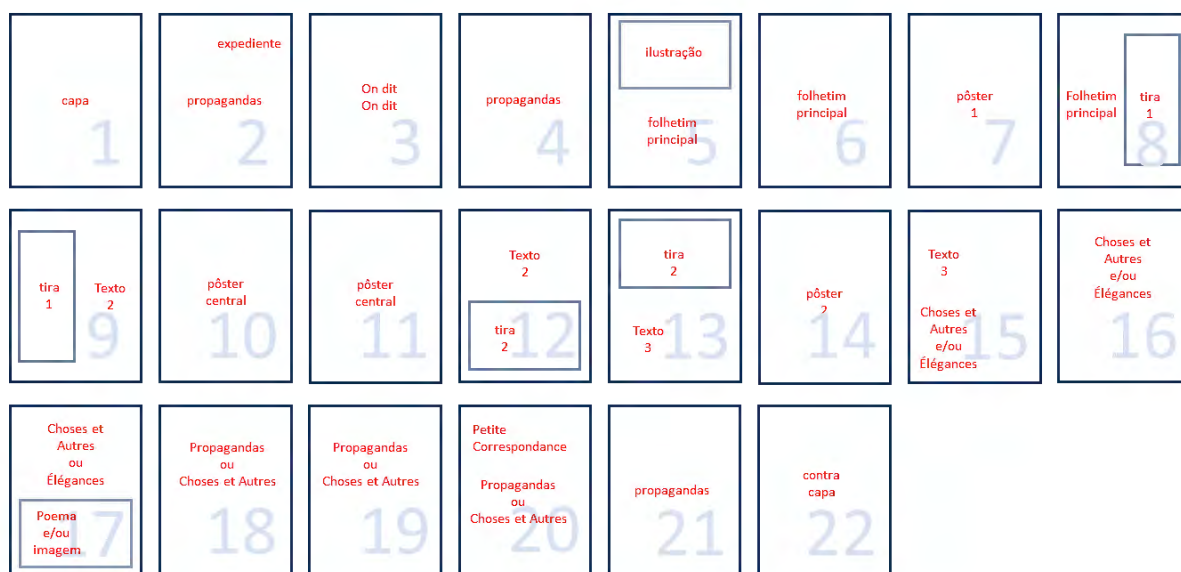 capa
1
expediente
propagandas
2
On dit
On dit
3
propagandas
4
ilustração
folhetim
principal
5
folhetim
principal
6
pôster
1
7
Folhetim
principal
tira
1
8
tira
1
Texto
2
9
pôster
central
10
pôster
central
11
Texto
2
tira
2
12
tira
2
Texto
3
13
pôster
2
14
Texto
3
Choses et
Autres
e/ou
Élégances
15
Choses et
Autres
e/ou
Élégances
16
Choses et
Autres
ou
Élégances
Poema
e/ou
imagem
17
Propagandas
ou
Choses et Autres
18
Propagandas
ou
Choses et Autres
19
Petite
Correspondance
Propagandas
ou
Choses et Autres
20
propagandas
21
contra
capa
22